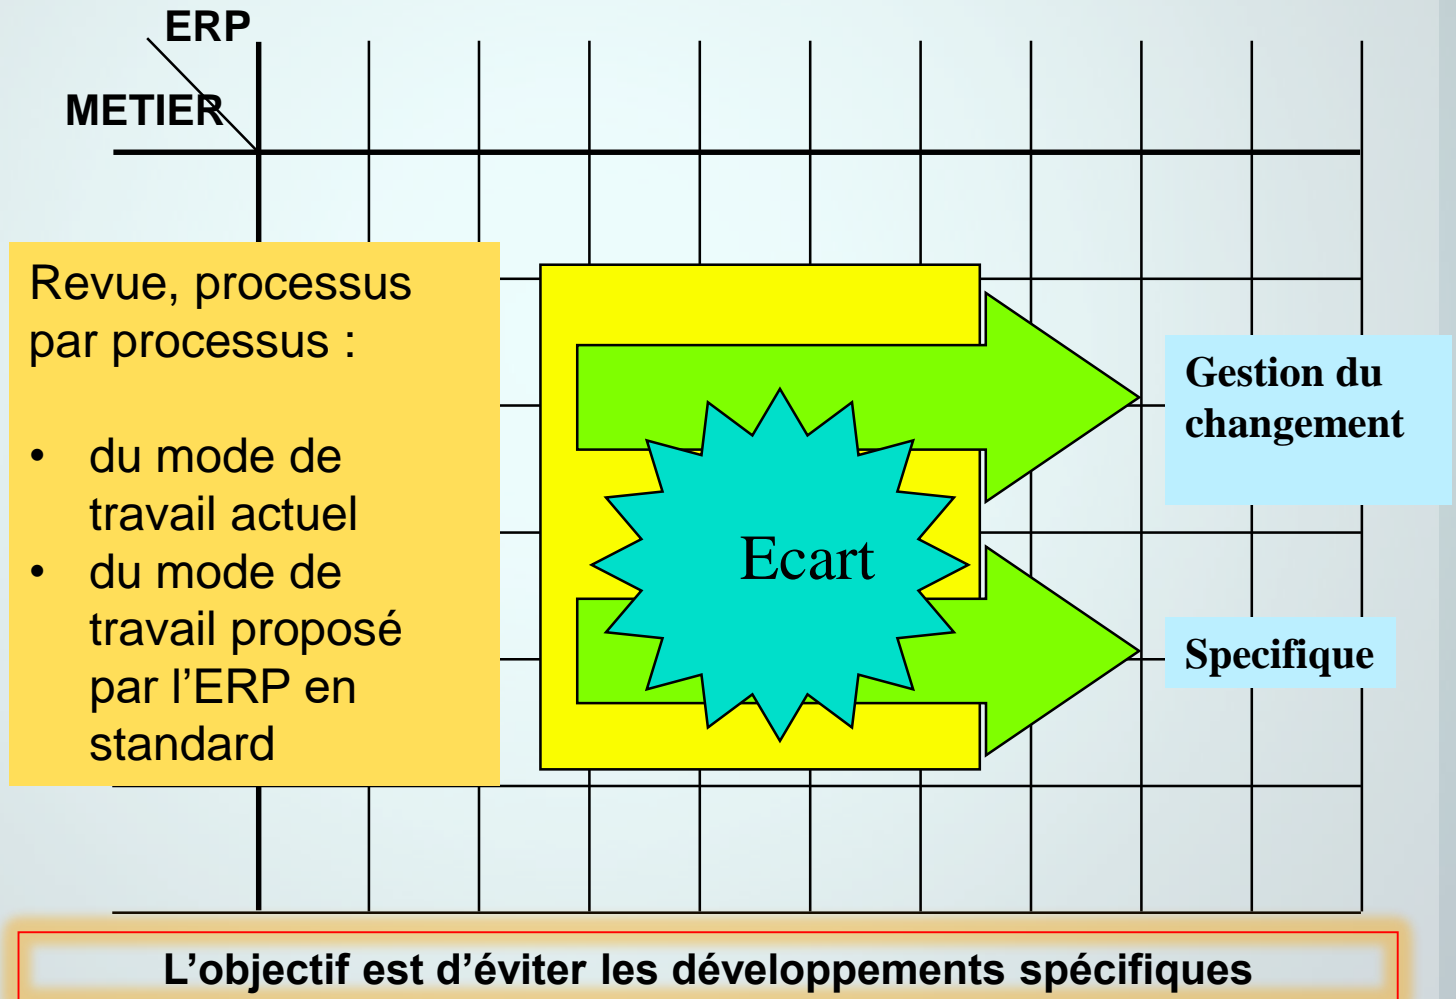 ERP
METIER
Revue, processus
par processus :
• du mode de
travail actuel
• du mode de
travail proposé
par l’ERP en
standard
Gestion du
changement
Ecart
Specifique
L’objectif est d’éviter les développements spécifiques